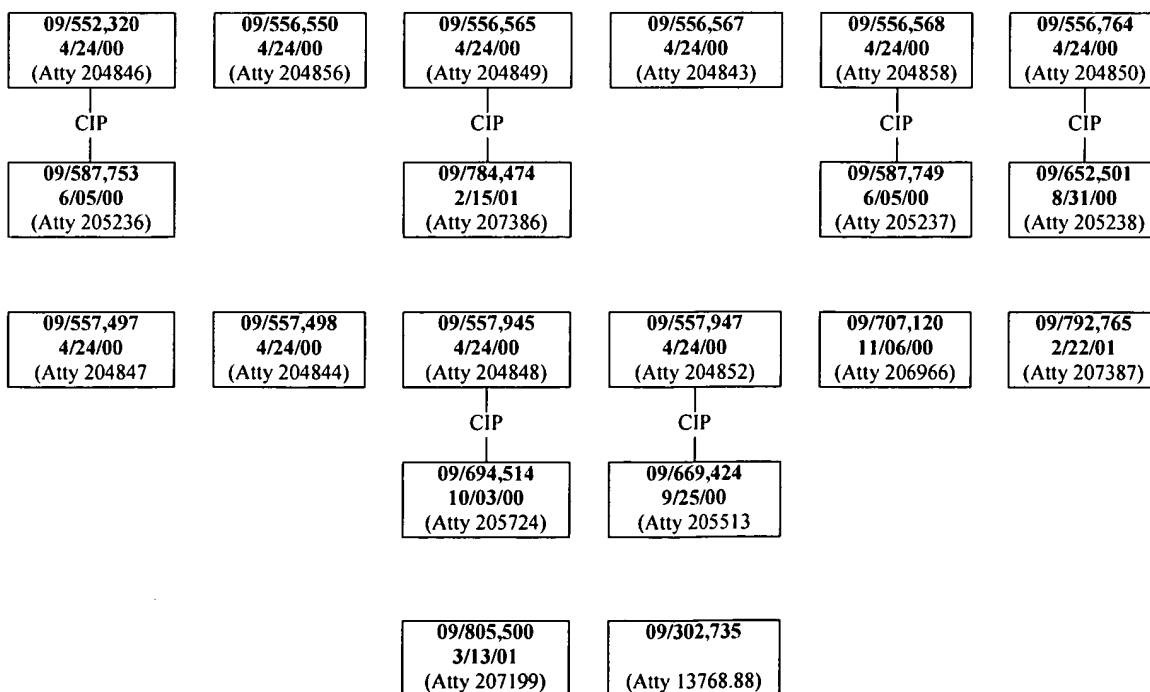 09/552,320
4/24/00
(Atty 204846)
09/556,550
4/24/00
(Atty 204856)
09/556,565
4/24/00
(Atty 204849)
09/556,567
4/24/00
(Atty 204843)
09/556,568
4/24/00
(Atty 204858)
09/556,764
4/24/00
(Atty 204850)
CIP
CIP
CIP
CIP
09/587,753
6/05/00
(Atty 205236)
09/784,474
2/15/01
(Atty 207386)
09/587,749
6/05/00
(Atty 205237)
09/652,501
8/31/00
(Atty 205238)
09/557,497
4/24/00
(Atty 204847
09/557,498
4/24/00
(Atty 204844)
09/557,945
4/24/00
(Atty 204848)
09/557,947
4/24/00
(Atty 204852)
09/707,120
11/06/00
(Atty 206966)
09/792,765
2/22/01
(Atty 207387)
CIP
CIP
09/694,514
10/03/00
(Atty 205724)
09/669,424
9/25/00
(Atty 205513
09/805,500
3/13/01
(Atty 207199)
09/302,735
(Atty 13768.88)